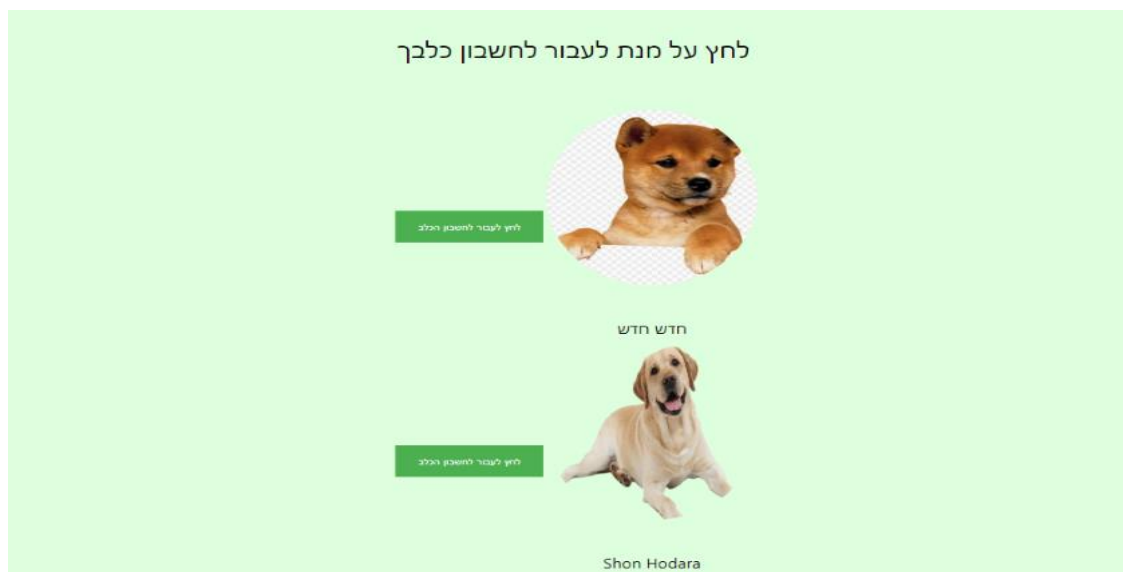 לחץ על מנת לעבור לחשבון כלבך
לחץ לעבור לחשבון הכלב
חדש חדש
לחץ לעבור לחשבון הכלב
Shon Hodara